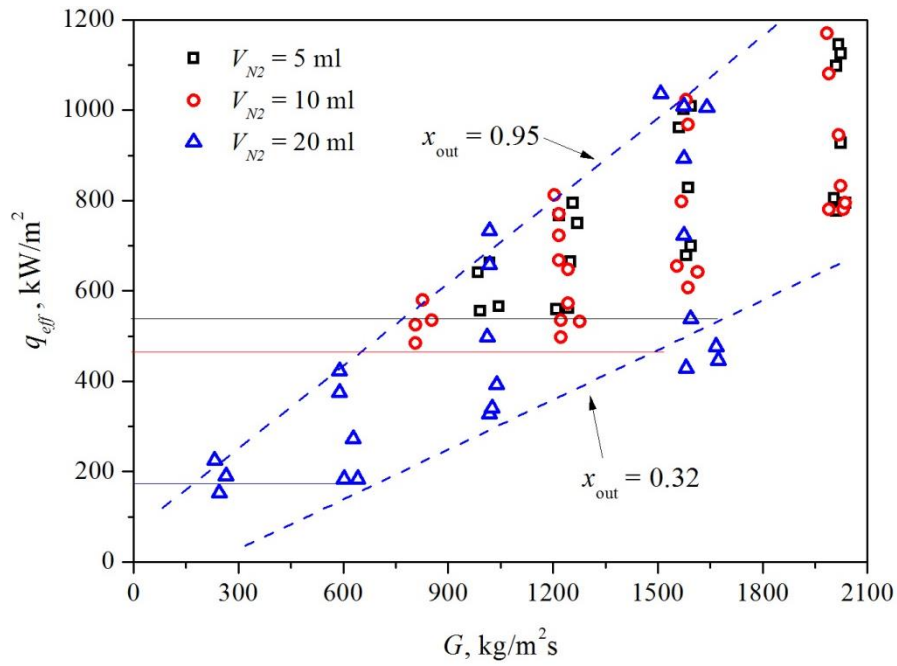 1200
1000
800
600
400
200
0
q_eff, kW/m²
V_N2 = 5 ml
V_N2 = 10 ml
V_N2 = 20 ml
x_out = 0.95
x_out = 0.32
0 300 600 900 1200 1500 1800 2100
G, kg/m²s